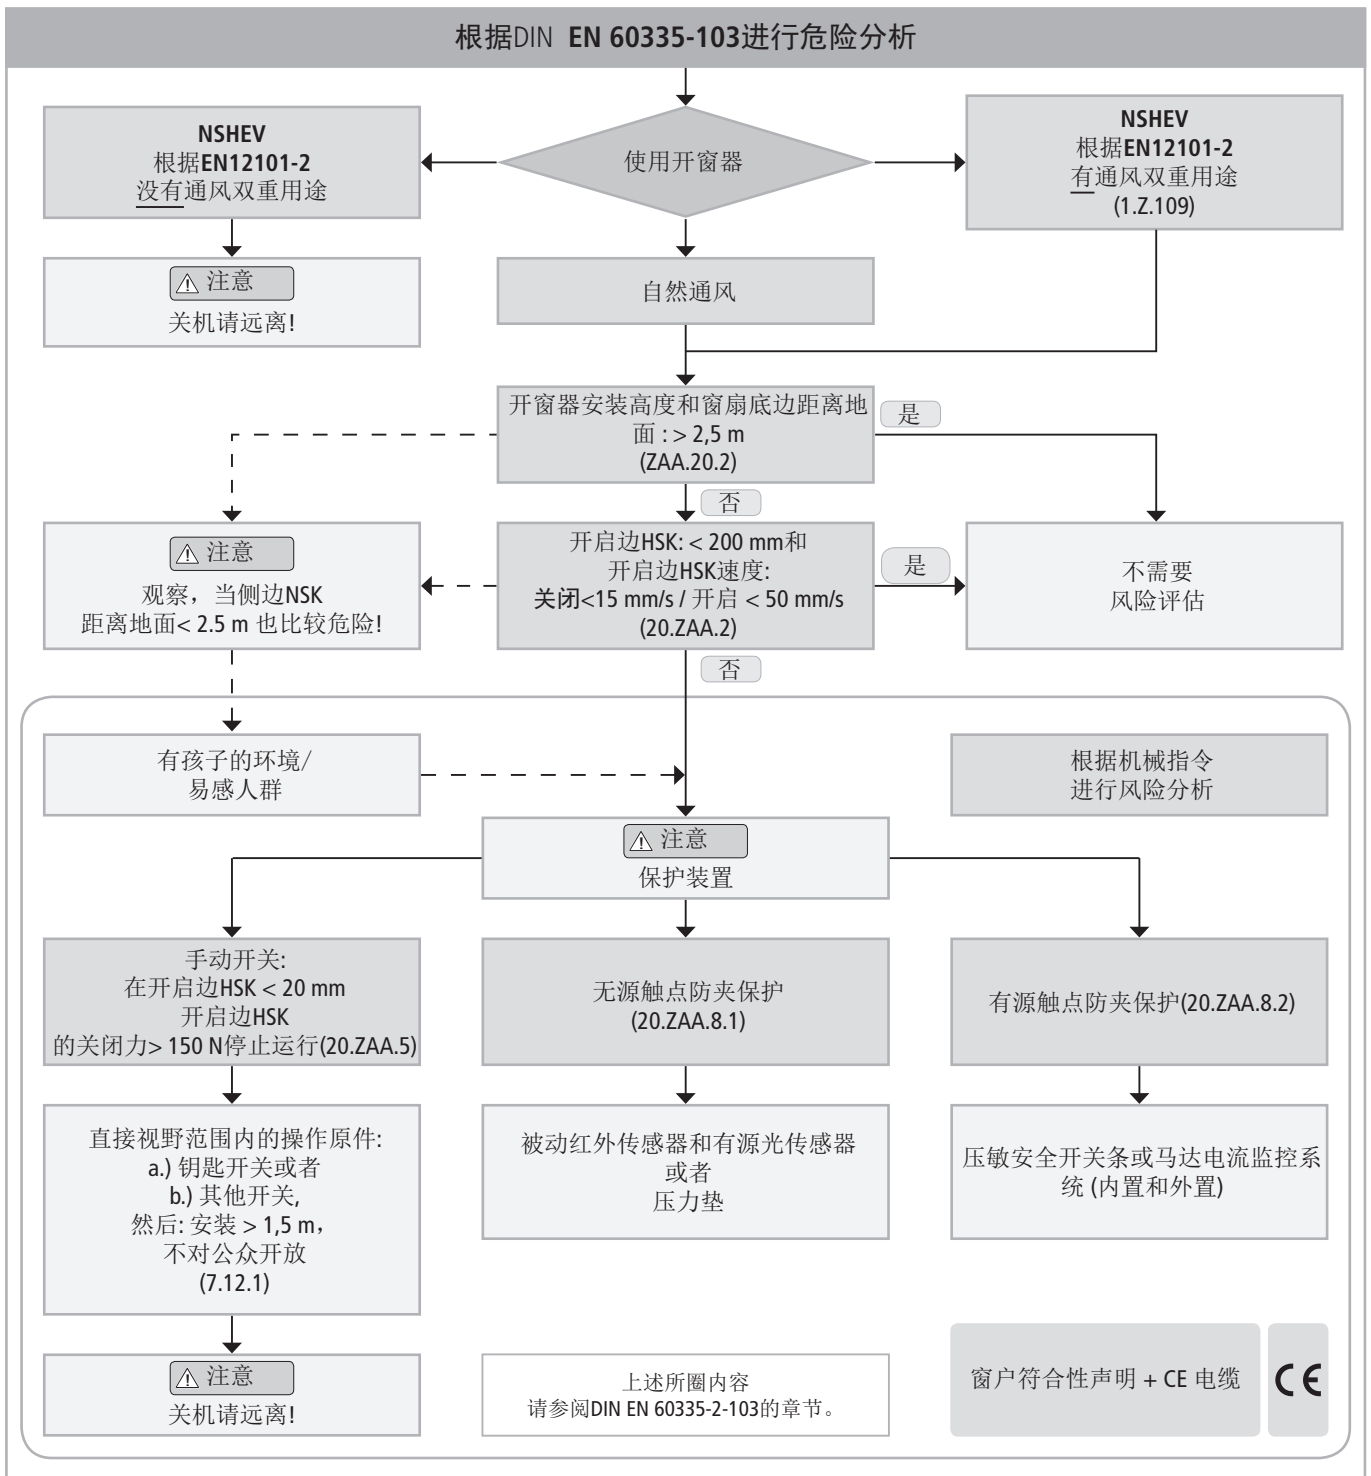 根据DIN EN 60335-103进行危险分析
NSHEV
根据EN12101-2
没有通风双重用途
使用开窗器
NSHEV
根据EN12101-2
有通风双重用途
(1.Z.109)
注意
关机请远离!
自然通风
开窗器安装高度和窗扇底边距离地
面 : > 2,5 m
(ZAA.20.2)
是
否
注意
观察，当侧边NSK
距离地面< 2.5 m 也比较危险!
开启边HSK: < 200 mm和
开启边HSK速度:
关闭<15 mm/s / 开启 < 50 mm/s
(20.ZAA.2)
是
不需要
风险评估
否
有孩子的环境/
易感人群
根据机械指令
进行风险分析
注意
保护装置
手动开关:
在开启边HSK < 20 mm
开启边HSK
的关闭力> 150 N停止运行(20.ZAA.5)
无源触点防夹保护
(20.ZAA.8.1)
有源触点防夹保护(20.ZAA.8.2)
直接视野范围内的操作原件:
a.) 钥匙开关或者
b.) 其他开关,
然后: 安装 > 1,5 m，
不对公众开放
(7.12.1)
被动红外传感器和有源光传感器
或者
压力垫
压敏安全开关条或马达电流监控系
统 (内置和外置)
注意
关机请远离!
上述所圈内容
请参阅DIN EN 60335-2-103的章节。
窗户符合性声明 + CE 电缆
CE